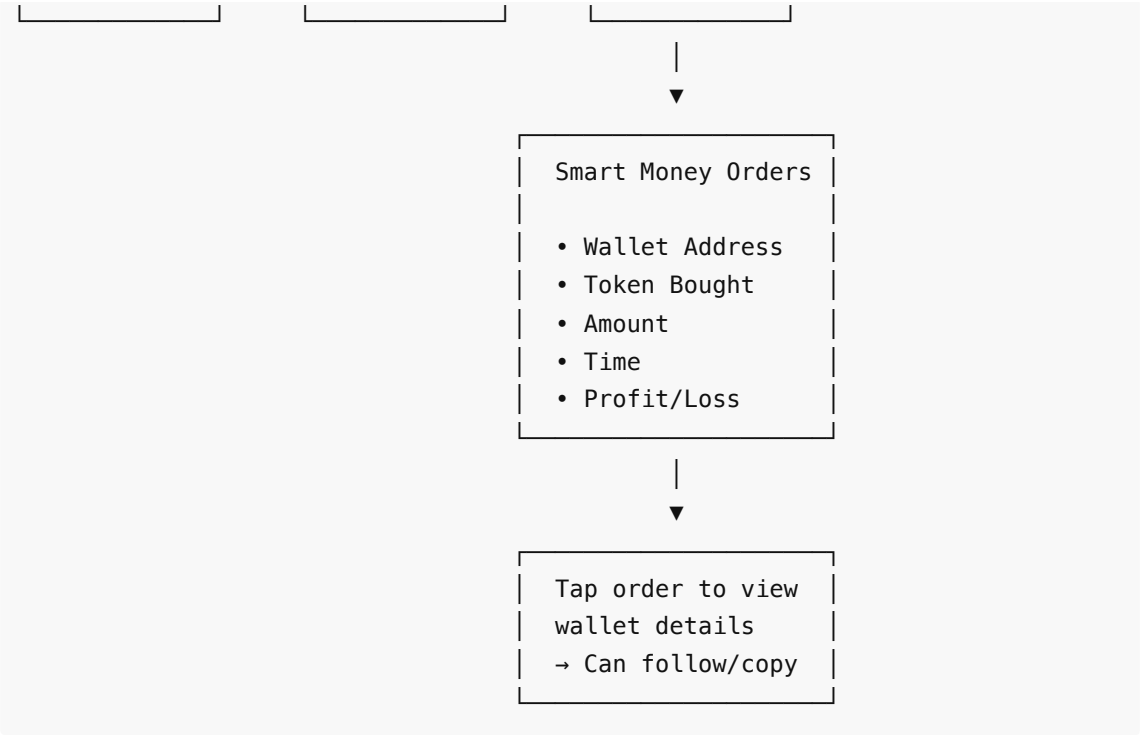 Smart Money Orders
• Wallet Address
• Token Bought
• Amount
• Time
• Profit/Loss
Tap order to view
wallet details
→ Can follow/copy